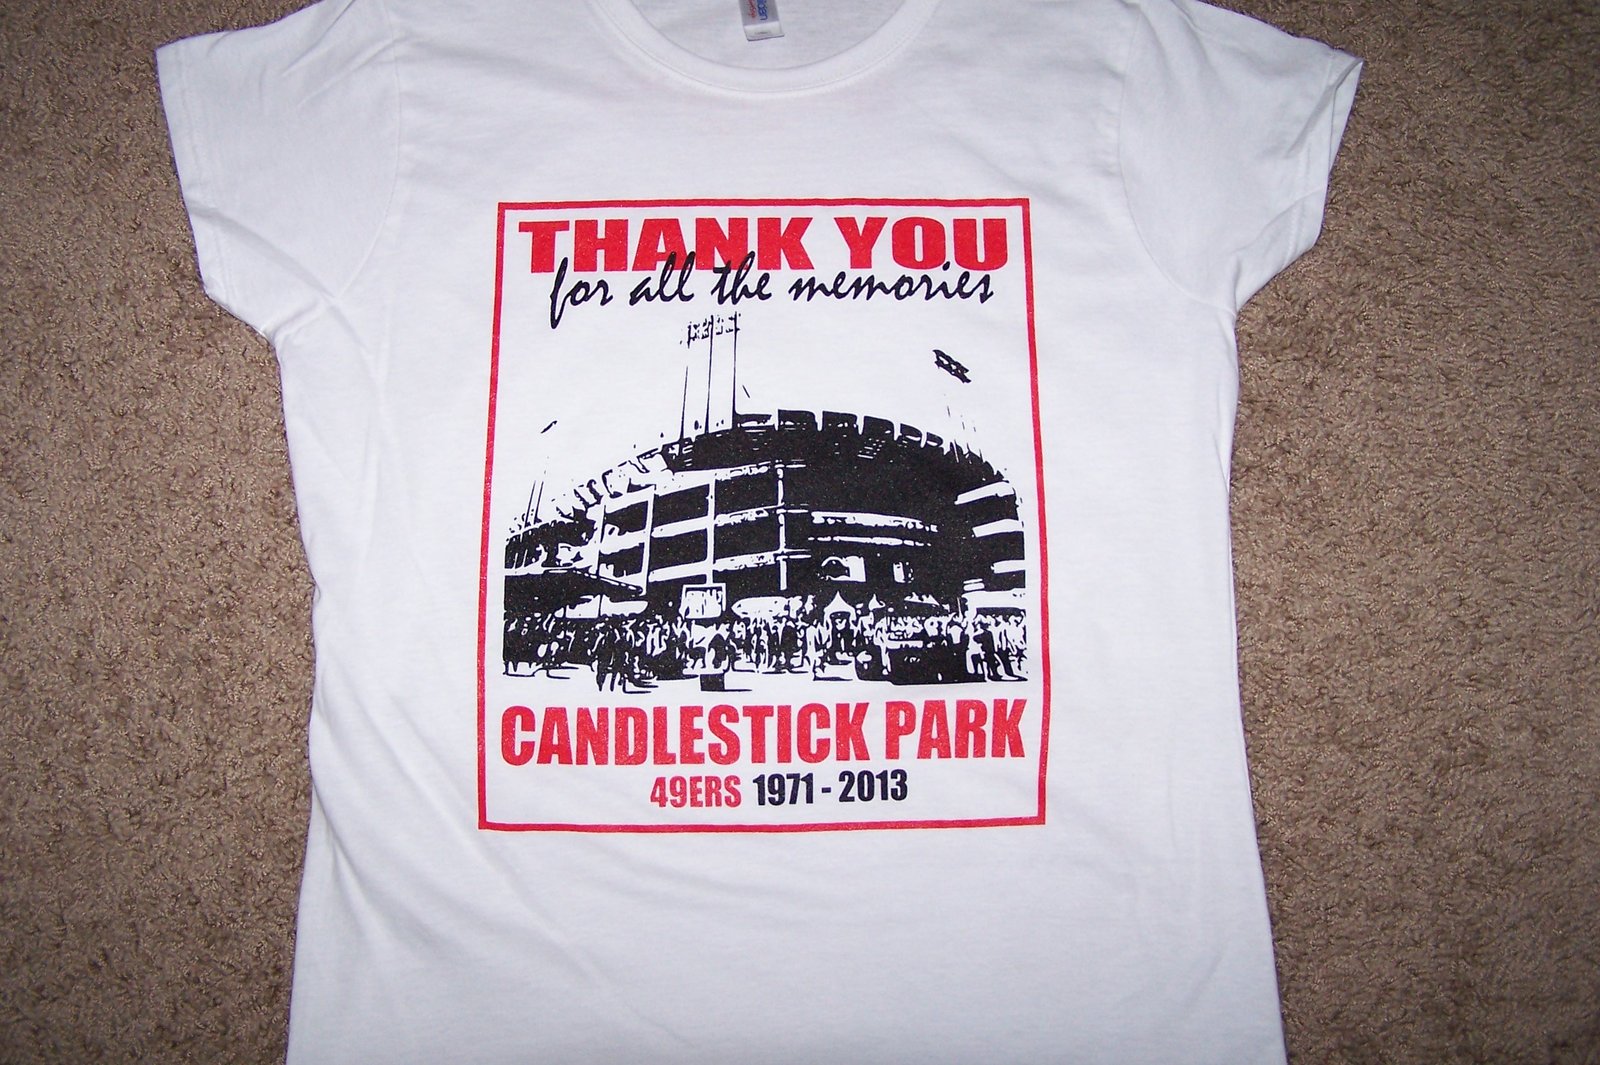 THANK YOU
for all the memories
CANDLESTICK PARK
49ERS 1971 - 2013